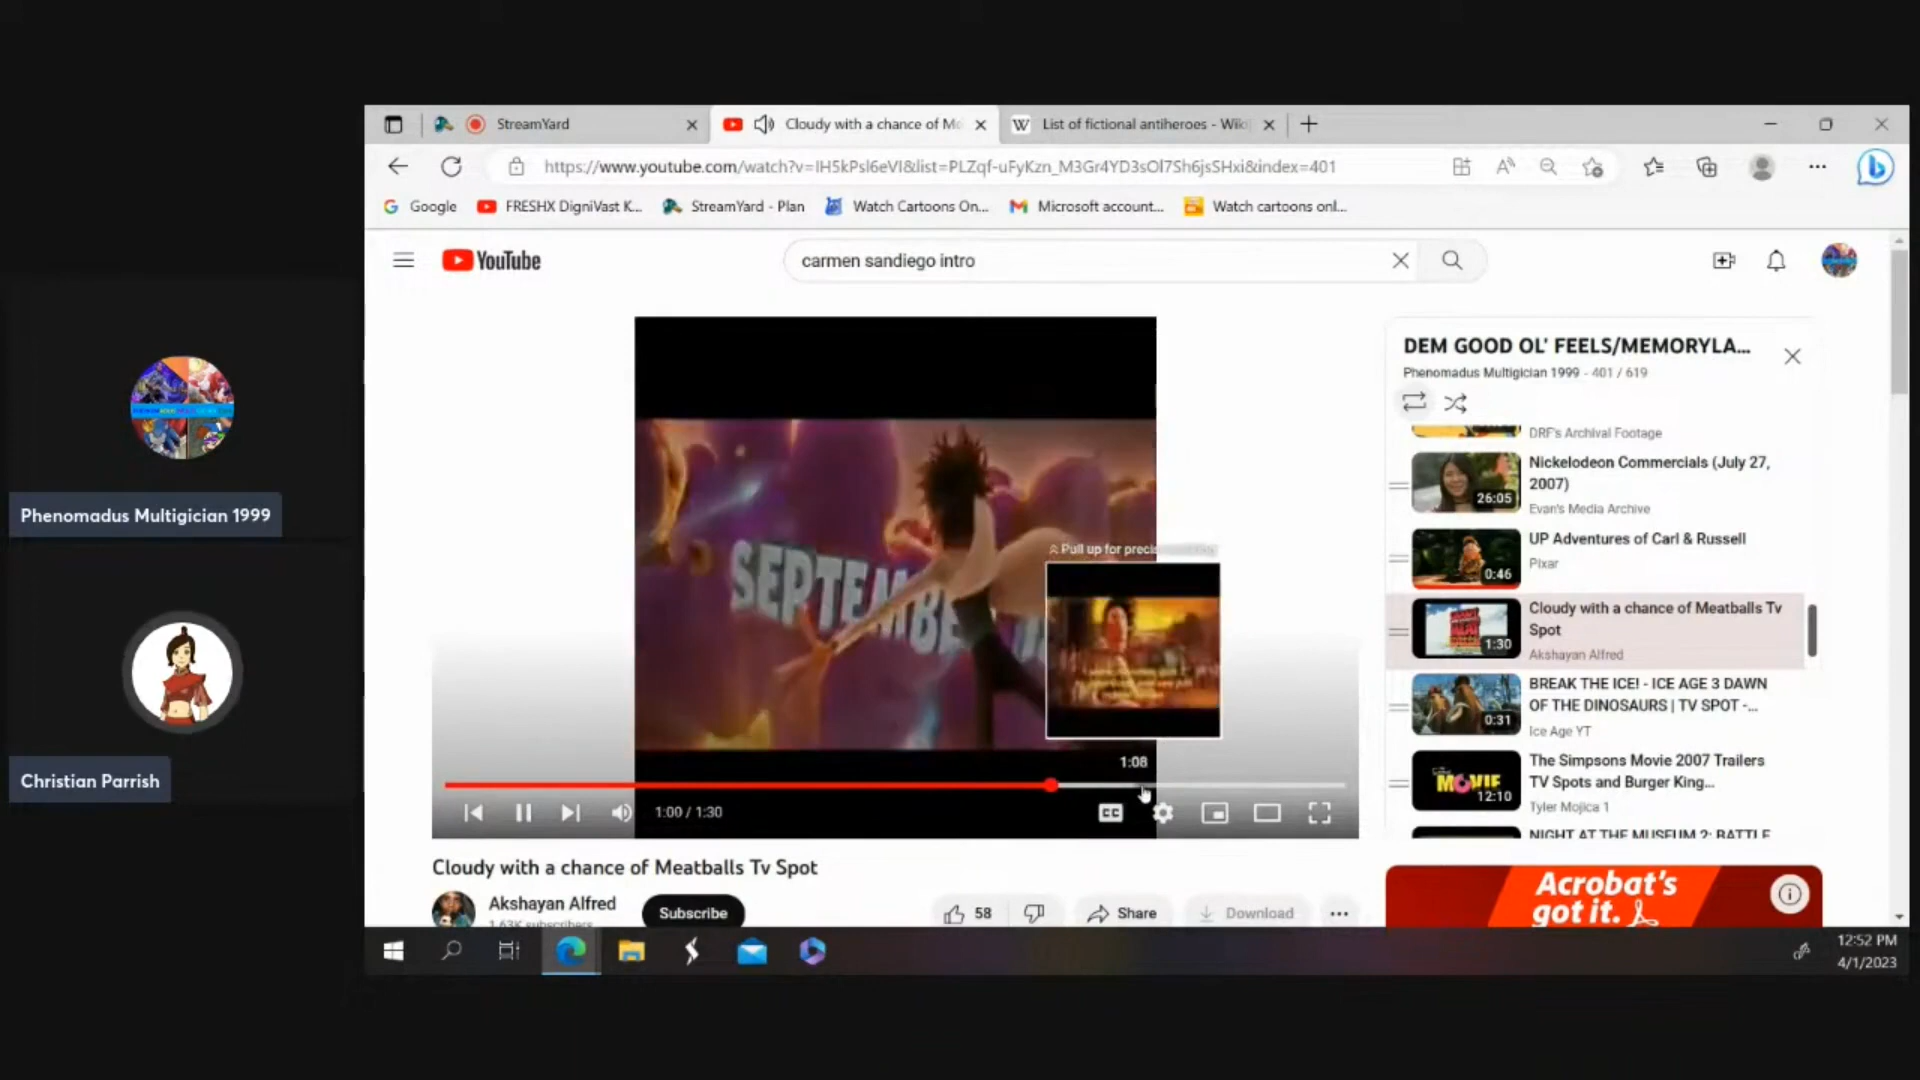 StreamYard
Cloudy with a chance of Me
List of fictional antiheroes - Wiki
https://www.youtube.com/watch?v=IH5kPsl6eVI&list=PLZqf-uFyKzn_M3Gr4YD3sOl7Sh6jsSHxi&index=401
Google
FRESHX DigniVast K...
StreamYard - Plan
Watch Cartoons On...
Microsoft account...
Watch cartoons onl...
YouTube
carmen sandiego intro
SEPTEMBE
Pull up for preci
1:08
1:00 / 1:30
CC
Cloudy with a chance of Meatballs Tv Spot
Akshayan Alfred
1.63K subscribers
Subscribe
58
Share
Download
DEM GOOD OL' FEELS/MEMORYLA...
Phenomadus Multigician 1999 - 401 / 619
DRF's Archival Footage
Nickelodeon Commercials (July 27,
2007)
Evan's Media Archive
26:05
UP Adventures of Carl & Russell
Pixar
0:46
Cloudy with a chance of Meatballs Tv
Spot
Akshayan Alfred
1:30
BREAK THE ICE! - ICE AGE 3 DAWN
OF THE DINOSAURS | TV SPOT -...
Ice Age YT
0:31
The Simpsons Movie 2007 Trailers
TV Spots and Burger King...
Tyler Mojica 1
MOVIE
12:10
NIGHT AT THE MUSEUM 2: BATTLE
Acrobat's
got it.
Phenomadus Multigician 1999
Christian Parrish
12:52 PM
4/1/2023